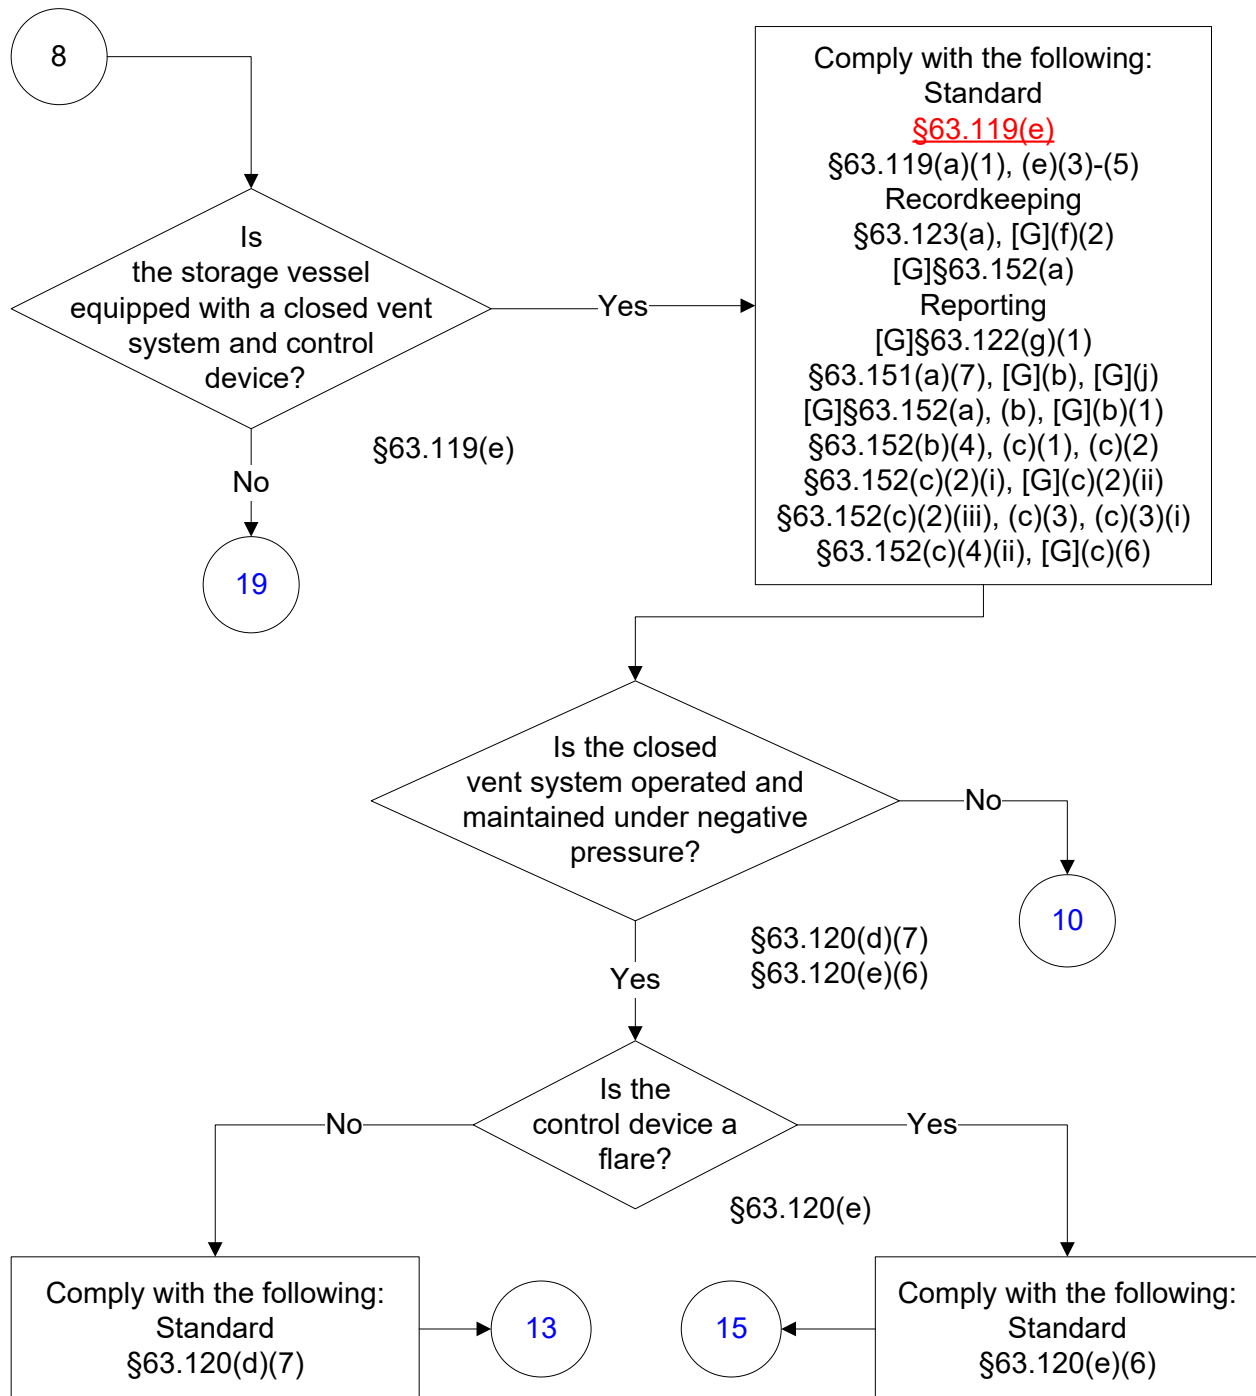 8
Comply with the following:
Standard
§63.119(e)
§63.119(a)(1), (e)(3)-(5)
Recordkeeping
§63.123(a), [G](f)(2)
[G]§63.152(a)
Reporting
[G]§63.122(g)(1)
§63.151(a)(7), [G](b), [G](j)
[G]§63.152(a), (b), [G](b)(1)
§63.152(b)(4), (c)(1), (c)(2)
§63.152(c)(2)(i), [G](c)(2)(ii)
§63.152(c)(2)(iii), (c)(3), (c)(3)(i)
§63.152(c)(4)(ii), [G](c)(6)
Is
the storage vessel
equipped with a closed vent
system and control
device?
Yes
§63.119(e)
No
19
Is the closed
vent system operated and
maintained under negative
pressure?
No
10
§63.120(d)(7)
§63.120(e)(6)
Yes
Is the
control device a
flare?
No
Yes
§63.120(e)
Comply with the following:
Standard
§63.120(d)(7)
13
15
Comply with the following:
Standard
§63.120(e)(6)